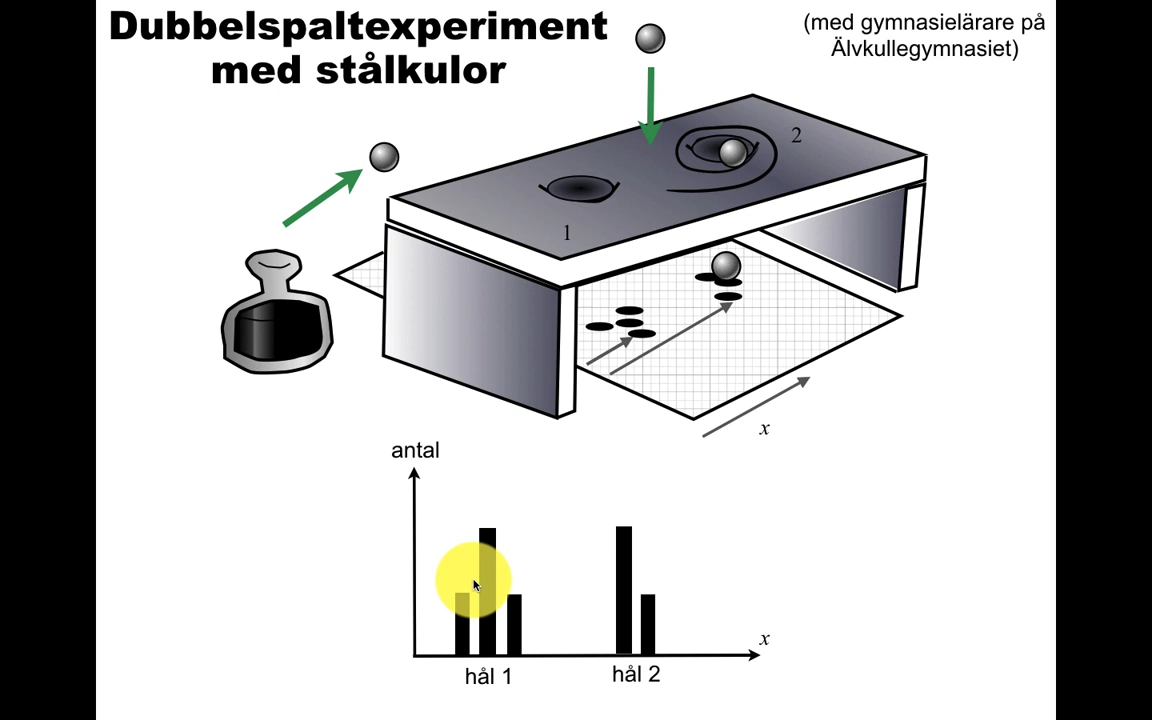 Dubbelspaltexperiment
med stålkulor
(med gymnasielärare på
Älvkullegymnasiet)
2
1
x
antal
x
hål 1
hål 2